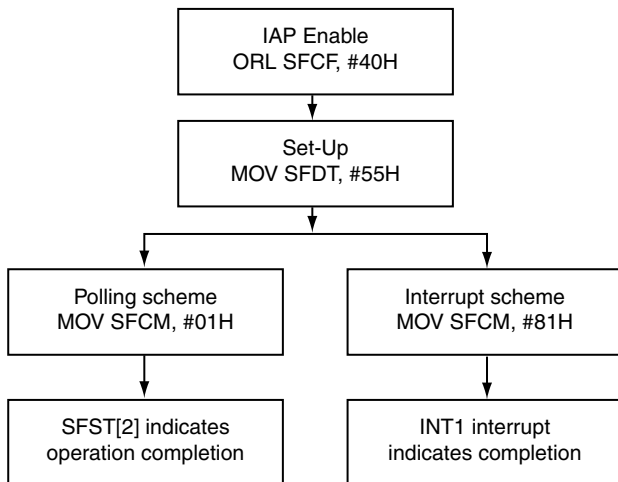 IAP Enable
ORL SFCF, #40H
Set-Up
MOV SFDT, #55H
Polling scheme
MOV SFCM, #01H
Interrupt scheme
MOV SFCM, #81H
SFST[2] indicates
operation completion
INT1 interrupt
indicates completion